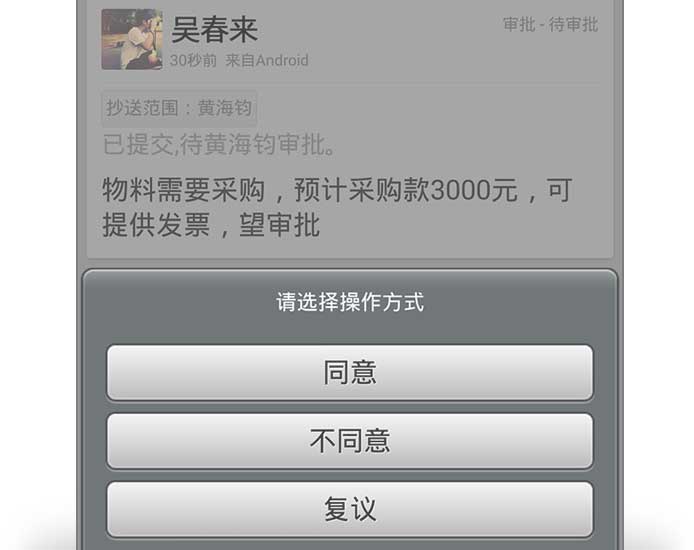 吴春来
审批 - 待审批
30秒前 来自Android
抄送范围：黄海钧
已提交,待黄海钧审批。
物料需要采购，预计采购款3000元，可
提供发票，望审批
请选择操作方式
同意
不同意
复议